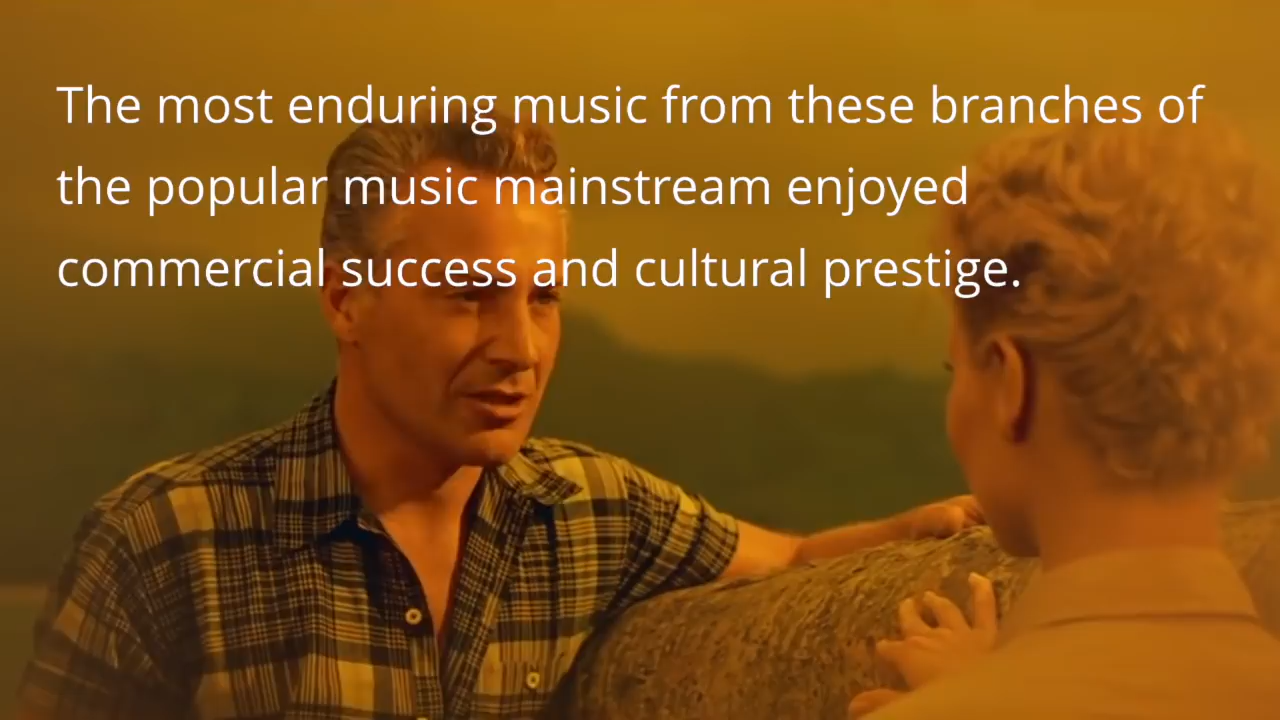 The most enduring music from these branches of
the popular music mainstream enjoyed
commercial success and cultural prestige.